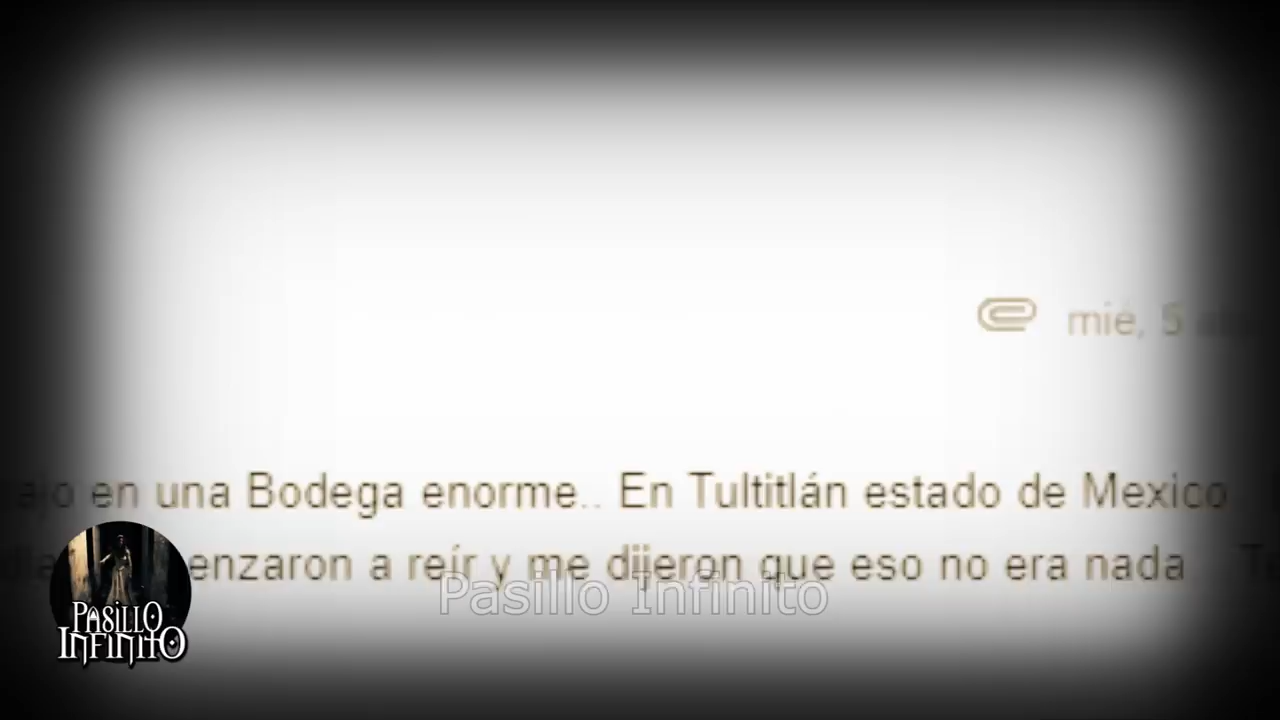 mié, 5
en una Bodega enorme.. En Tultitlán estado de Mexico
enzaron a reír y me dijeron que eso no era nada
Pasillo Infinito
PASILLO
INFINITO